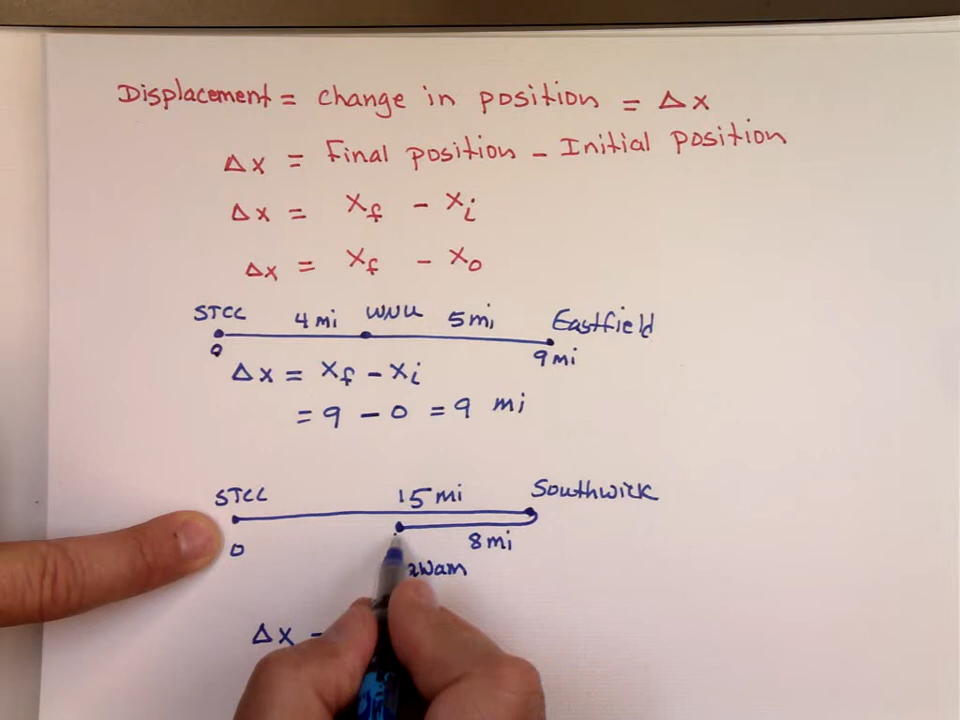 Displacement = change in position = Δx
Δx = Final position - Initial position
Δx = xf - xi
Δx = xf - x0
STCC 4 mi WNU 5 mi Eastfield
0 9 mi
Δx = xf - xi
= 9 - 0 = 9 mi
STCC 15 mi Southwick
0 8 mi
Δx